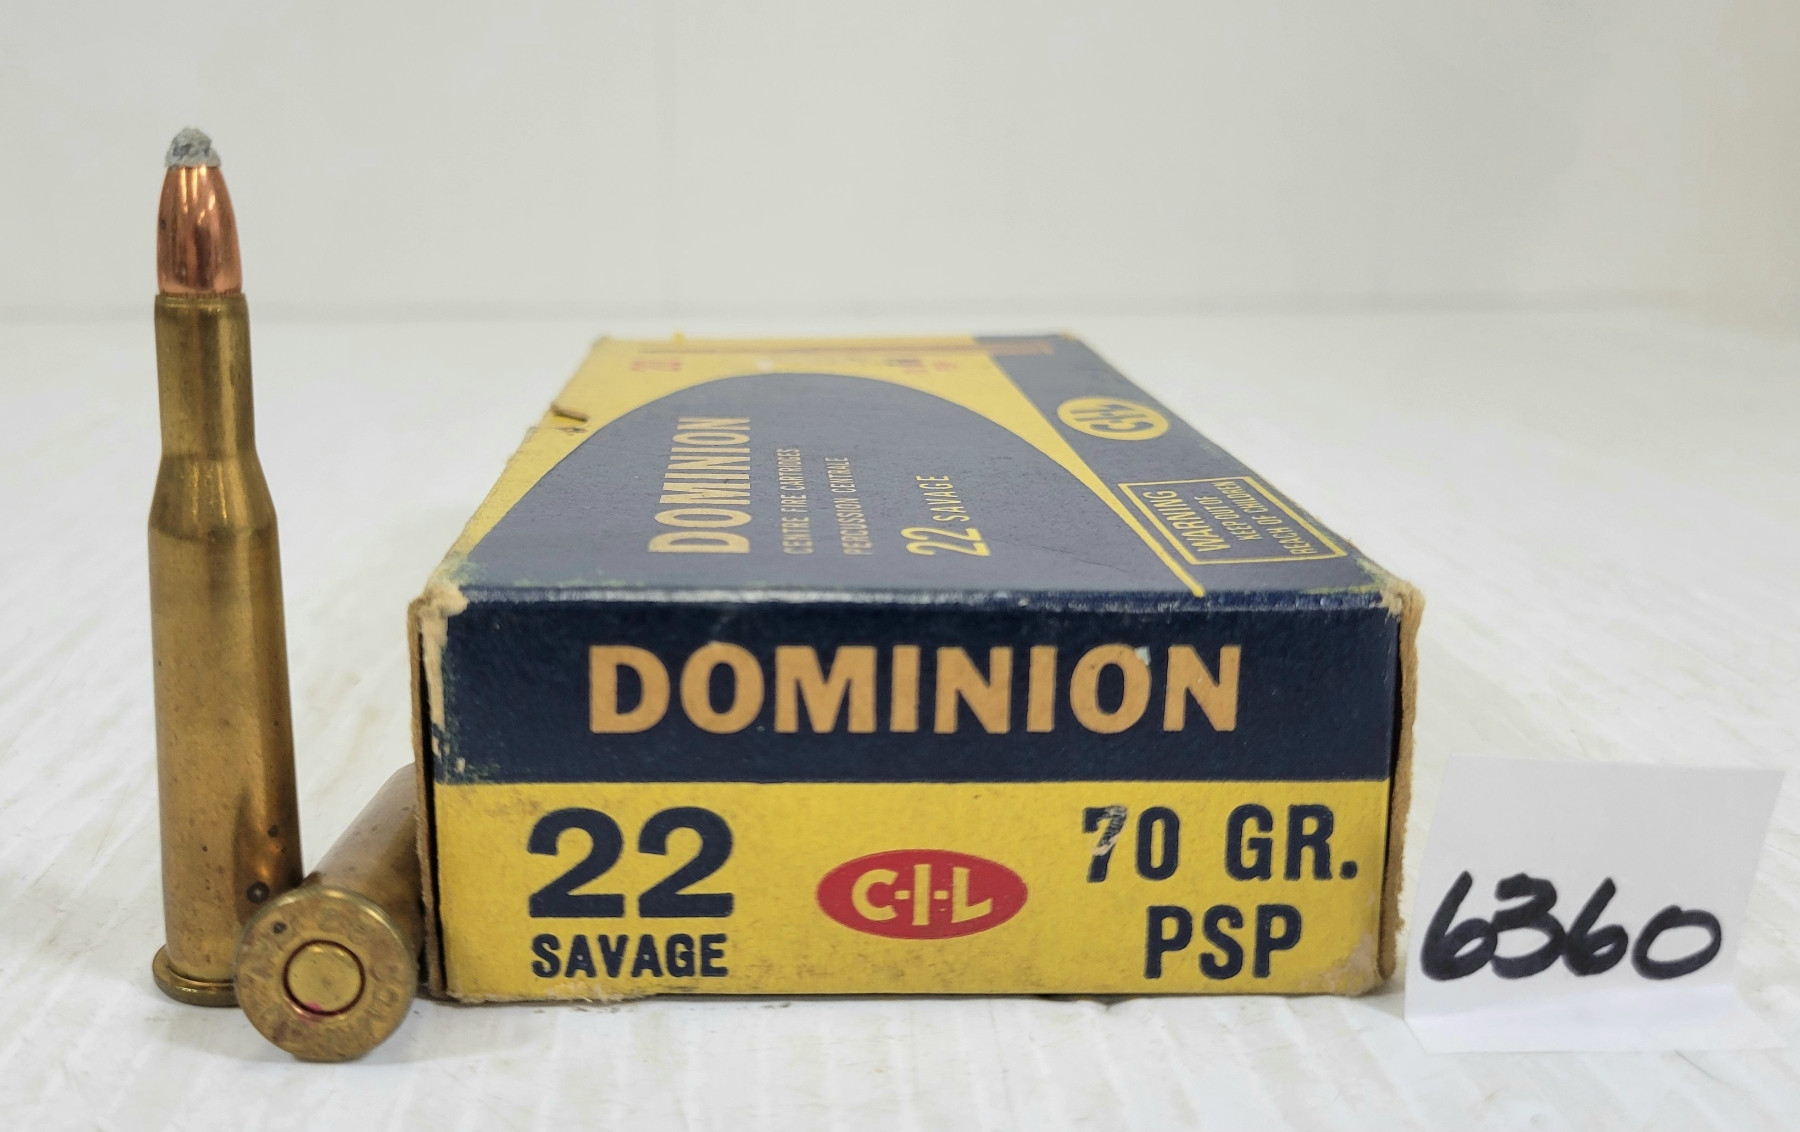 20
C-I-L
DOMINION
CENTRE FIRE CARTRIDGES
PERCUSSION CENTRALE
22 SAVAGE
WARNING
KEEP OUT OF
REACH OF CHILDREN
DOMINION
22
SAVAGE
C-I-L
70 GR.
PSP
6360